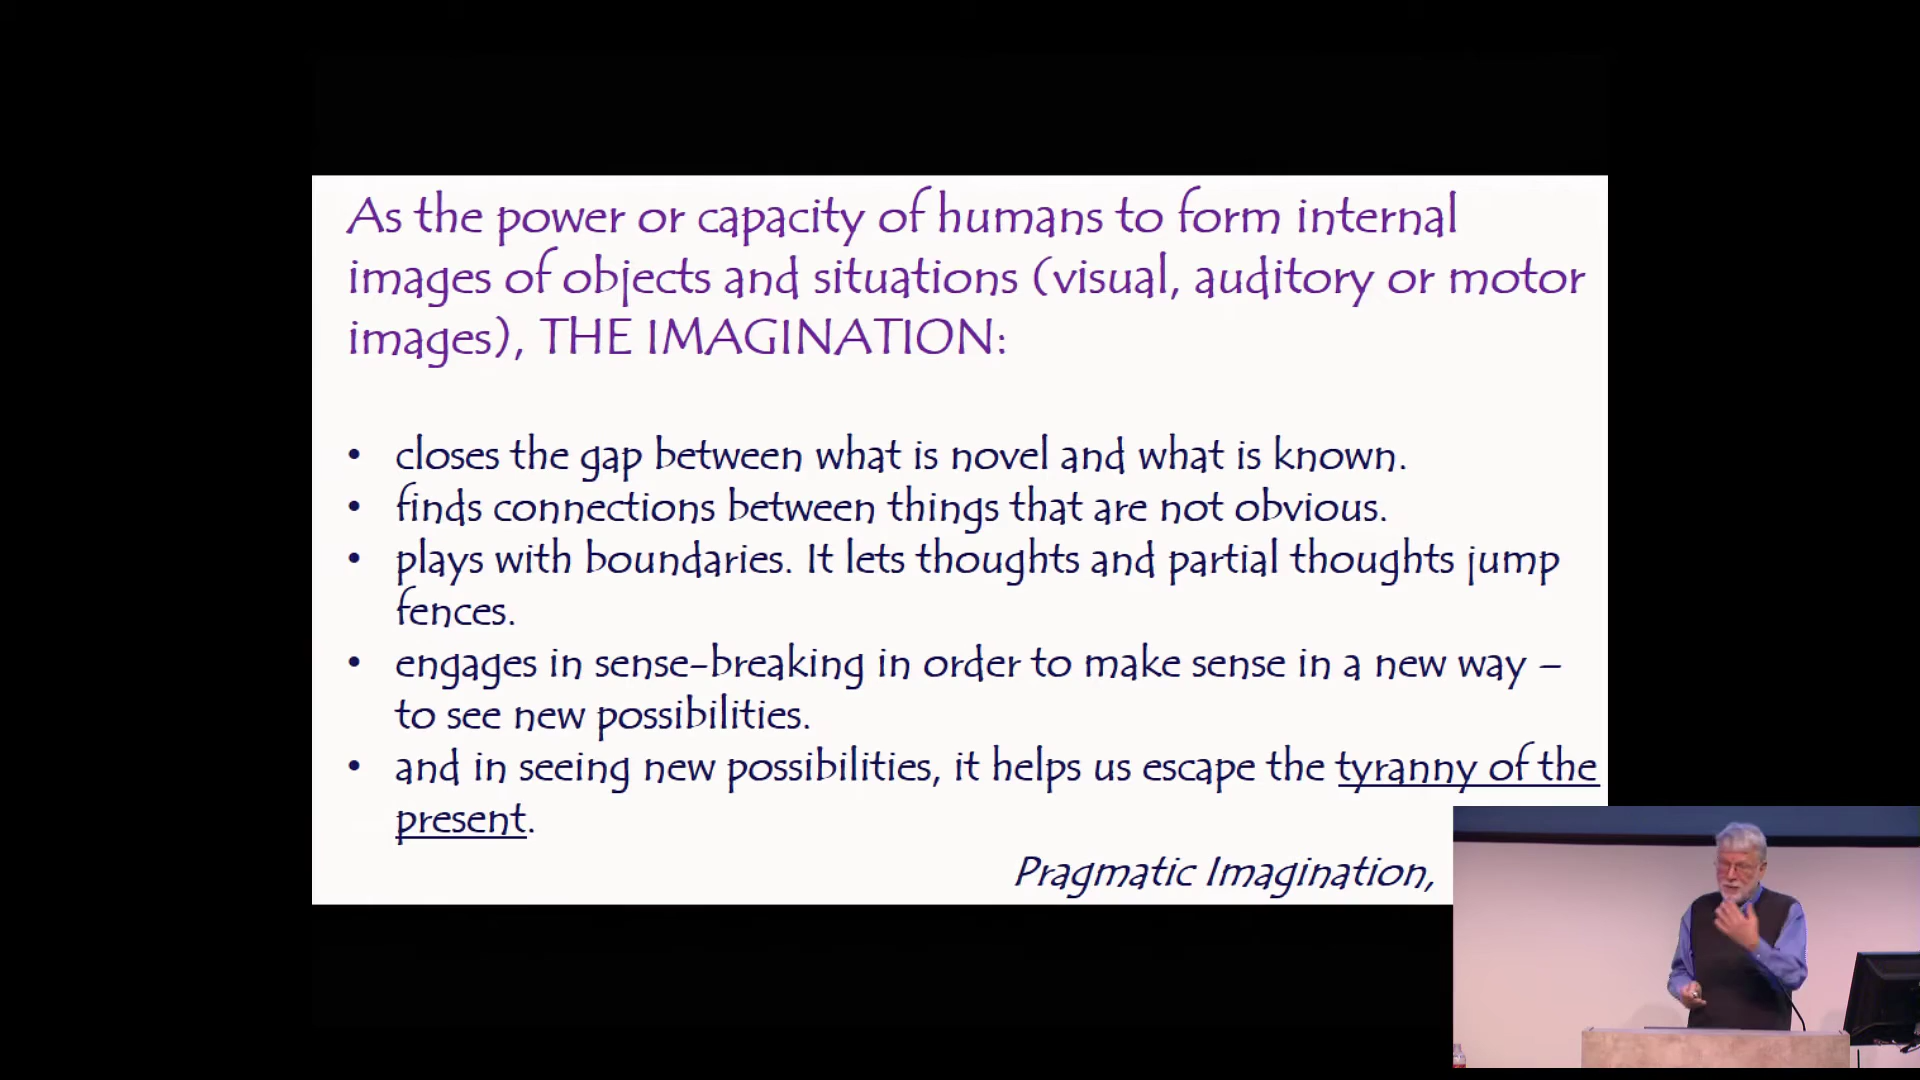 As the power or capacity of humans to form internal
images of objects and situations (visual, auditory or motor
images), THE IMAGINATION:
• closes the gap between what is novel and what is known.
• finds connections between things that are not obvious.
• plays with boundaries. It lets thoughts and partial thoughts jump
fences.
• engages in sense-breaking in order to make sense in a new way –
to see new possibilities.
• and in seeing new possibilities, it helps us escape the tyranny of the
present.
Pragmatic Imagination,